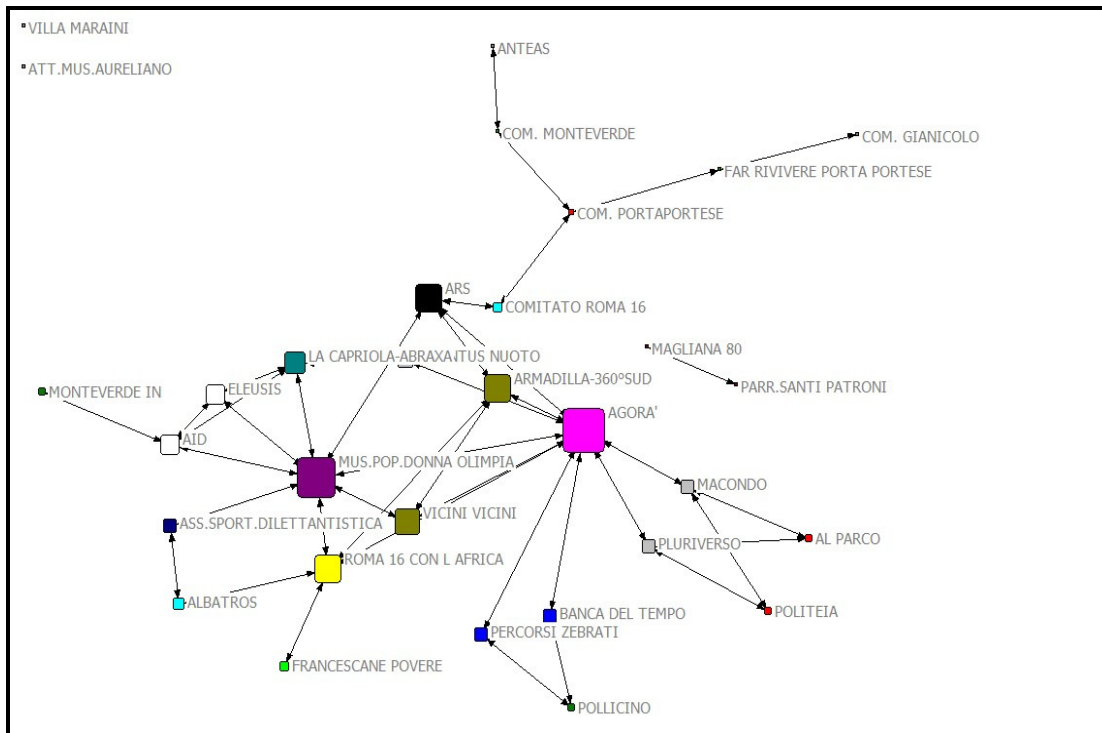 VILLA MARAINI
ANTEAS
ATT.MUS.AURELIANO
COM. MONTEVERDE
COM. GIANICOLO
FAR RIVIVERE PORTA PORTESE
COM. PORTAPORTESE
ARS
COMITATO ROMA 16
MAGLIANA 80
LA CAPRIOLA-ABRAXA
NTUS NUOTO
ARMADILLA-360°SUD
PARR.SANTI PATRONI
MONTEVERDE IN
ELEUSIS
AGORA'
AID
MUS.POP.DONNA OLIMPIA
MACONDO
VICINI VICINI
ASS.SPORT.DILETTANTISTICA
AL PARCO
PLURIVERSO
ROMA 16 CON L AFRICA
ALBATROS
POLITEIA
BANCA DEL TEMPO
PERCORSI ZEBRATI
FRANCESCANE POVERE
POLLICINO